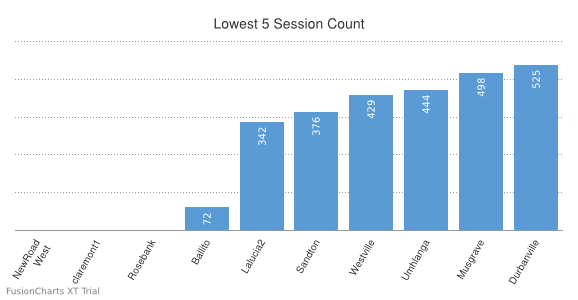 Lowest 5 Session Count
72
342
376
429
444
498
525
NewRoad
West
claremont1
Rosebank
Ballito
Lalucia2
Sandton
Westville
Umhlanga
Musgrave
Durbanville
FusionCharts XT Trial